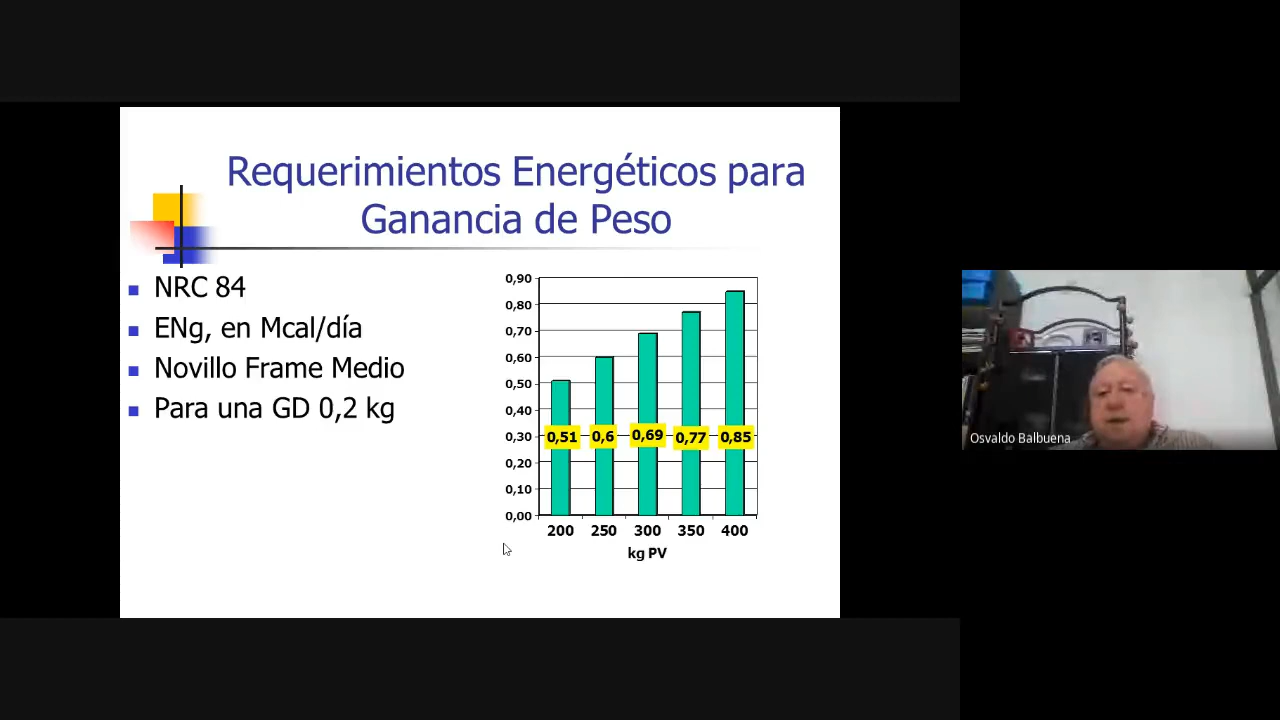 Requerimientos Energéticos para
Ganancia de Peso
NRC 84
ENg, en Mcal/día
Novillo Frame Medio
Para una GD 0,2 kg
0,90
0,80
0,70
0,60
0,50
0,40
0,30
0,20
0,10
0,00
0,51 0,6 0,69 0,77 0,85
200 250 300 350 400
kg PV
Osvaldo Balbuena